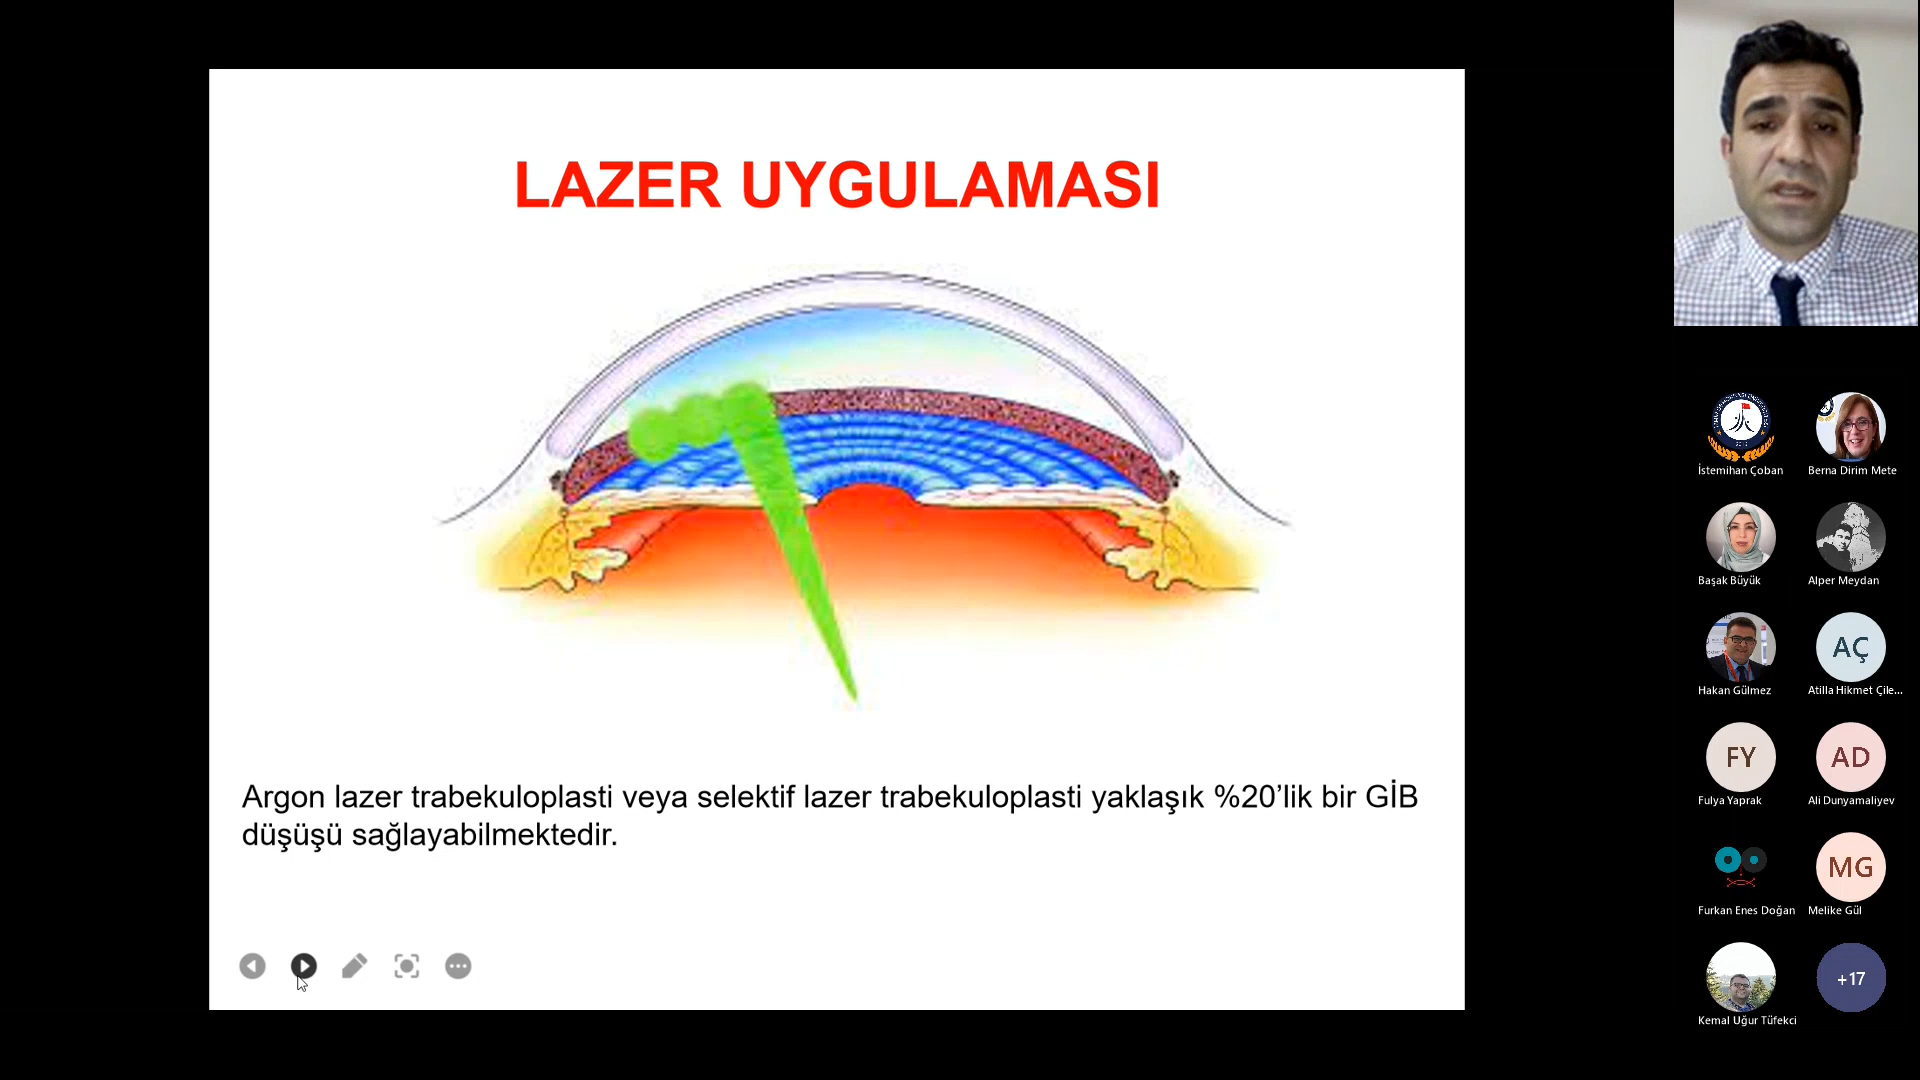 LAZER UYGULAMASI
Argon lazer trabekuloplasti veya selektif lazer trabekuloplasti yaklaşık %20’lik bir GİB
düşüşü sağlayabilmektedir.
İstemihan Çoban
Berna Dirim Mete
Başak Büyük
Alper Meydan
Hakan Gülmez
AÇ
Atilla Hikmet Çile...
FY
Fulya Yaprak
AD
Ali Dunyamaliyev
Furkan Enes Doğan
MG
Melike Gül
Kemal Uğur Tüfekci
+17